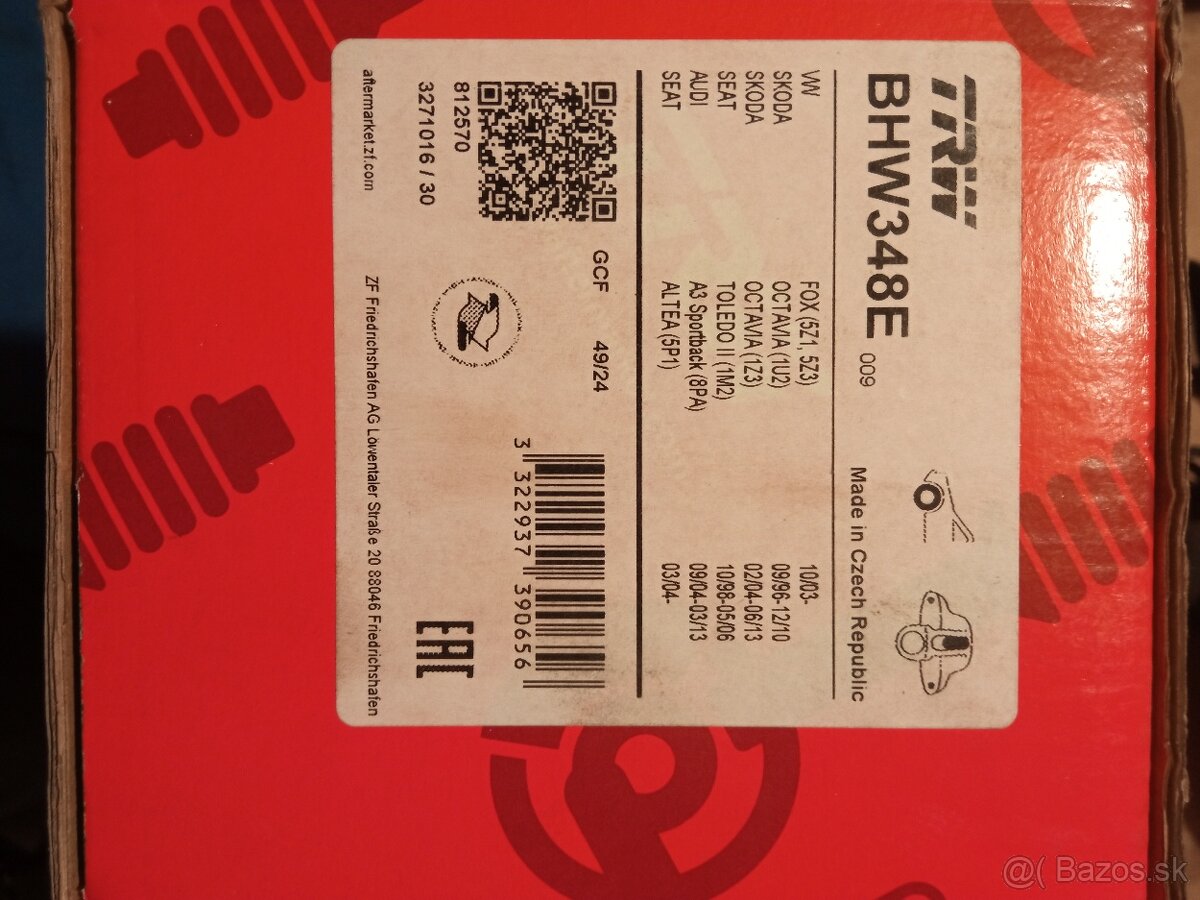 TRW
BHW348E 009
Made in Czech Republic
VW FOX (5Z1, 5Z3) 10/03-
SKODA OCTAVIA (1U2) 09/96-12/10
SKODA OCTAVIA (1Z3) 02/04-06/13
SEAT TOLEDO II (1M2) 10/98-05/06
AUDI A3 Sportback (8PA) 09/04-03/13
SEAT ALTEA (5P1) 03/04-
GCF 49/24
812570
3271016 / 30
3 322937 390656
EAC
aftermarket.zf.com
ZF Friedrichshafen AG Löwentaler Straße 20 88046 Friedrichshafen
@( Bazos.sk